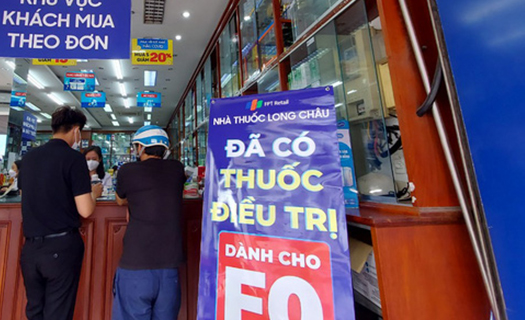 KHU VỰC
KHÁCH MUA
THEO ĐƠN
20%
FPT Retail
NHÀ THUỐC LONG CHÂU
ĐÃ CÓ
THUỐC
ĐIỀU TRỊ
DÀNH CHO
F0